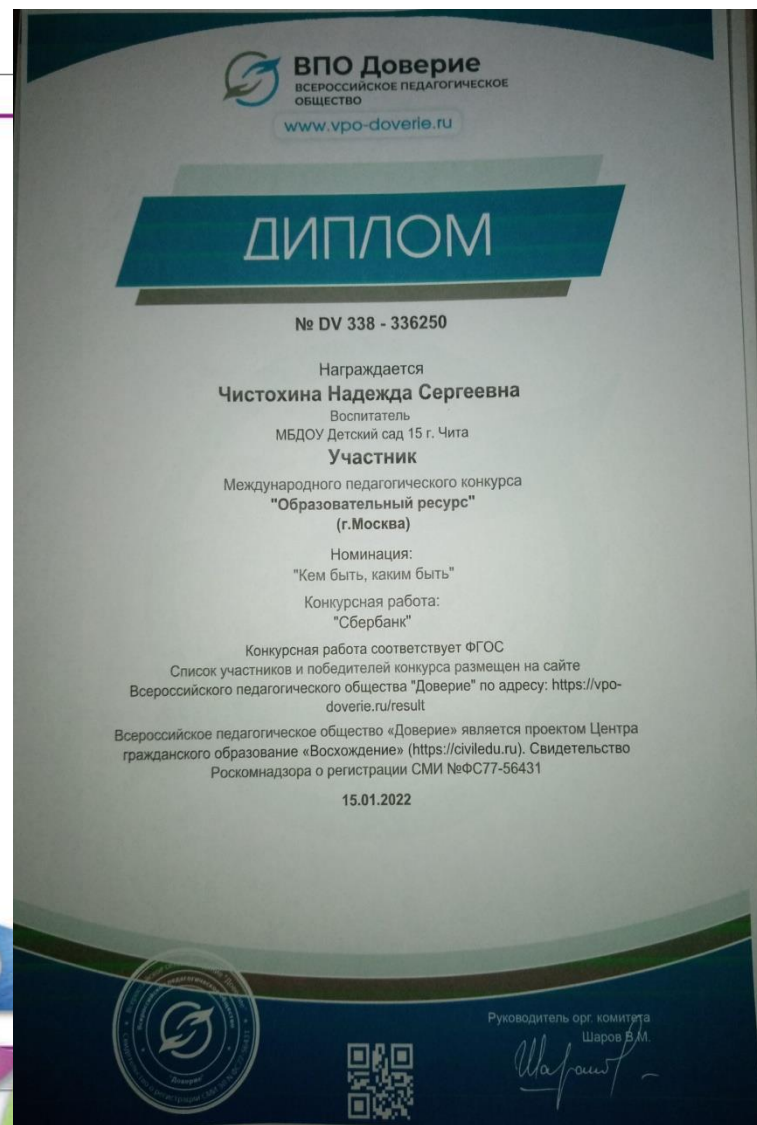 ВПО Доверие
ВСЕРОССИЙСКОЕ ПЕДАГОГИЧЕСКОЕ
ОБЩЕСТВО
www.vpo-doverie.ru
ДИПЛОМ
№ DV 338 - 336250
Награждается
Чистохина Надежда Сергеевна
Воспитатель
МБДОУ Детский сад 15 г. Чита
Участник
Международного педагогического конкурса
"Образовательный ресурс"
(г.Москва)
Номинация:
"Кем быть, каким быть"
Конкурсная работа:
"Сбербанк"
Конкурсная работа соответствует ФГОС
Список участников и победителей конкурса размещен на сайте
Всероссийского педагогического общества "Доверие" по адресу: https://vpo-
doverie.ru/result
Всероссийское педагогическое общество «Доверие» является проектом Центра
гражданского образование «Восхождение» (https://civiledu.ru). Свидетельство
Роскомнадзора о регистрации СМИ №ФС77-56431
15.01.2022
Руководитель орг. комитета
Шаров В.М.
"Доверие"